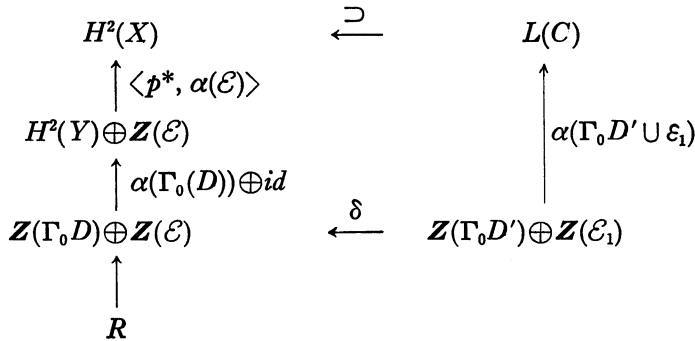 H²(X) ⊃ ← L(C)
↑ <p*, α(ℰ)>
H²(Y)⊕Z(ℰ) ↑ α(Γ₀D′ ∪ ε₁)
↑ α(Γ₀(D))⊕id
Z(Γ₀D)⊕Z(ℰ) δ ← Z(Γ₀D′)⊕Z(ℰ₁)
↑
R